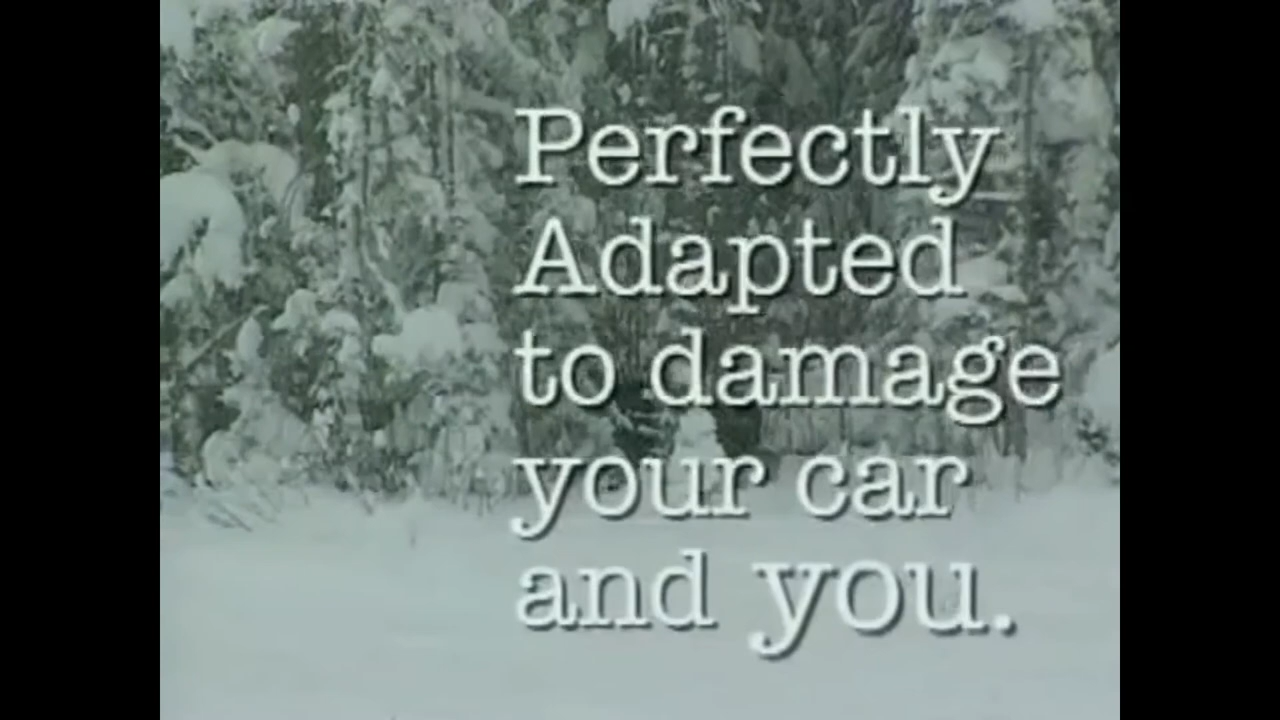 Perfectly
Adapted
to damage
your car
and you.